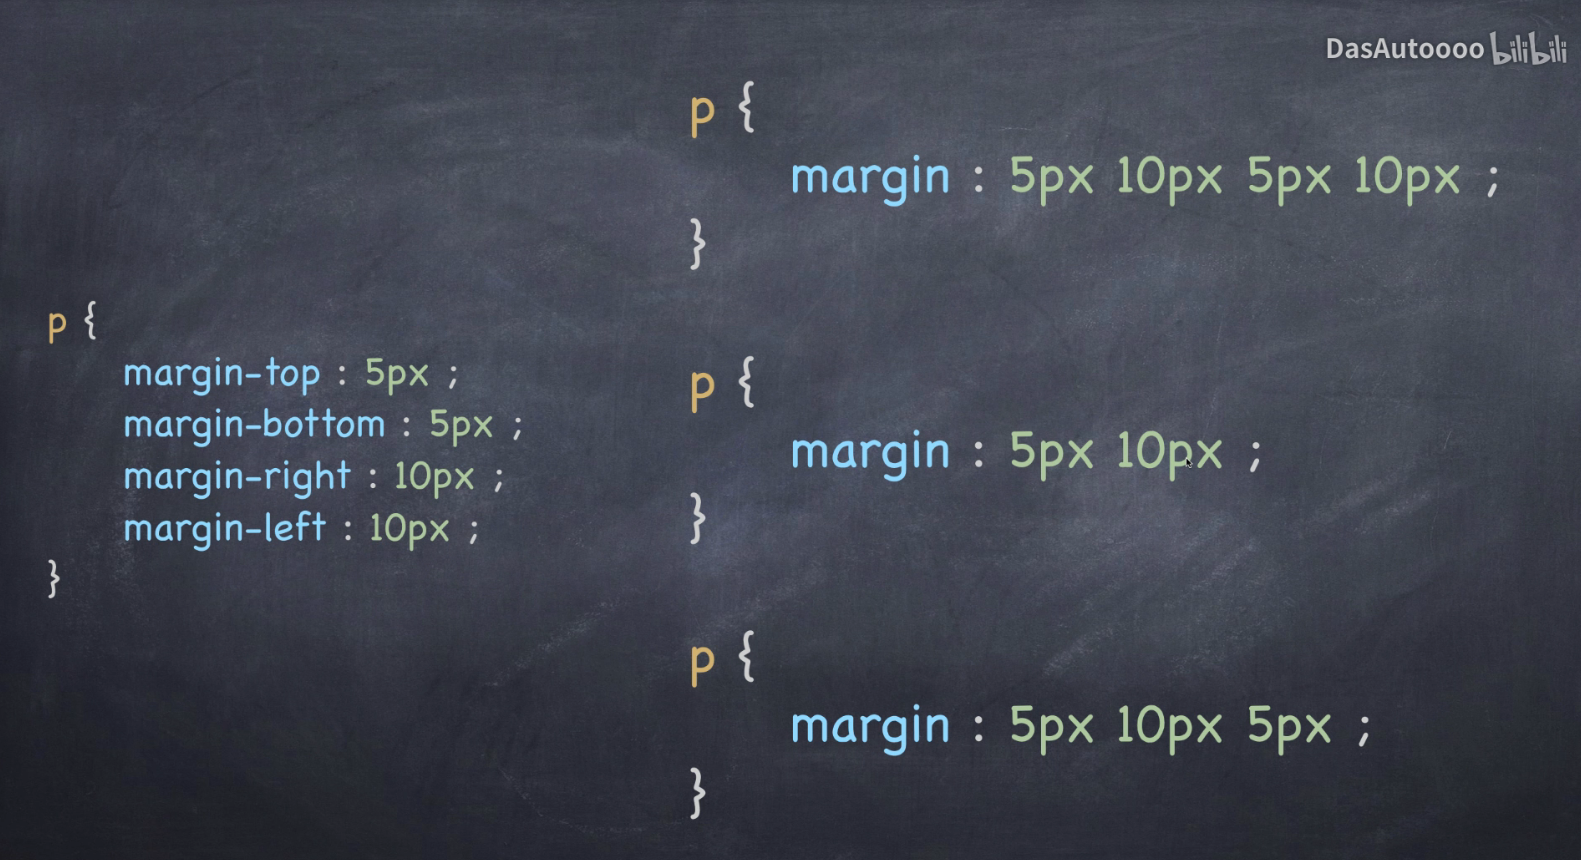 DasAutoooo bilibili
p {
margin-top : 5px ;
margin-bottom : 5px ;
margin-right : 10px ;
margin-left : 10px ;
}
p {
margin : 5px 10px 5px 10px ;
}
p {
margin : 5px 10px ;
}
p {
margin : 5px 10px 5px ;
}